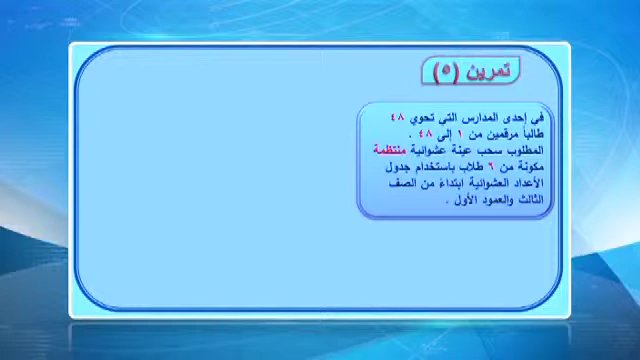 تمرين (٥)
في إحدى المدارس التي تحوي ٤٨
طالباً مرقمين من ١ إلى ٤٨ .
المطلوب سحب عينة عشوائية منتظمة
مكونة من ٦ طلاب باستخدام جدول
الأعداد العشوائية ابتداءً من الصف
الثالث والعمود الأول .